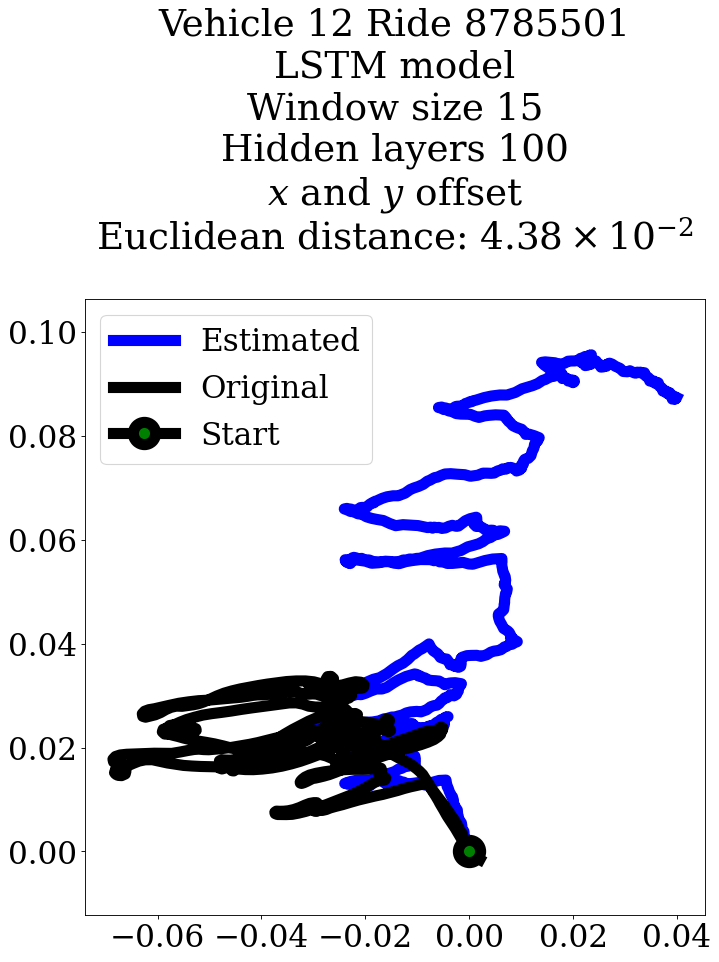 Vehicle 12 Ride 8785501
LSTM model
Window size 15
Hidden layers 100
x and y offset
Euclidean distance: 4.38 × 10⁻²
Estimated
Original
Start
0.10
0.08
0.06
0.04
0.02
0.00
−0.06 −0.04 −0.02 0.00 0.02 0.04